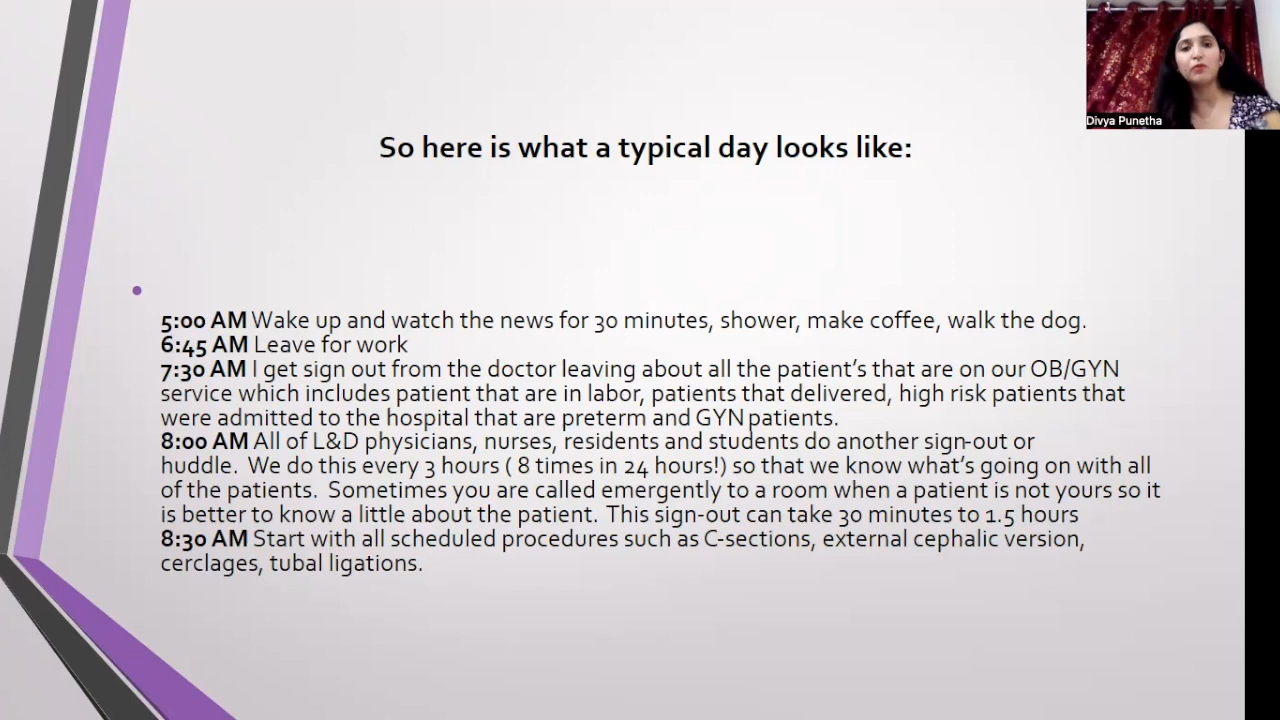 Divya Punetha
So here is what a typical day looks like:
5:00 AM Wake up and watch the news for 30 minutes, shower, make coffee, walk the dog.
6:45 AM Leave for work
7:30 AM I get sign out from the doctor leaving about all the patient's that are on our OB/GYN
service which includes patient that are in labor, patients that delivered, high risk patients that
were admitted to the hospital that are preterm and GYN patients.
8:00 AM All of L&D physicians, nurses, residents and students do another sign-out or
huddle.  We do this every 3 hours ( 8 times in 24 hours!) so that we know what's going on with all
of the patients.  Sometimes you are called emergently to a room when a patient is not yours so it
is better to know a little about the patient.  This sign-out can take 30 minutes to 1.5 hours
8:30 AM Start with all scheduled procedures such as C-sections, external cephalic version,
cerclages, tubal ligations.